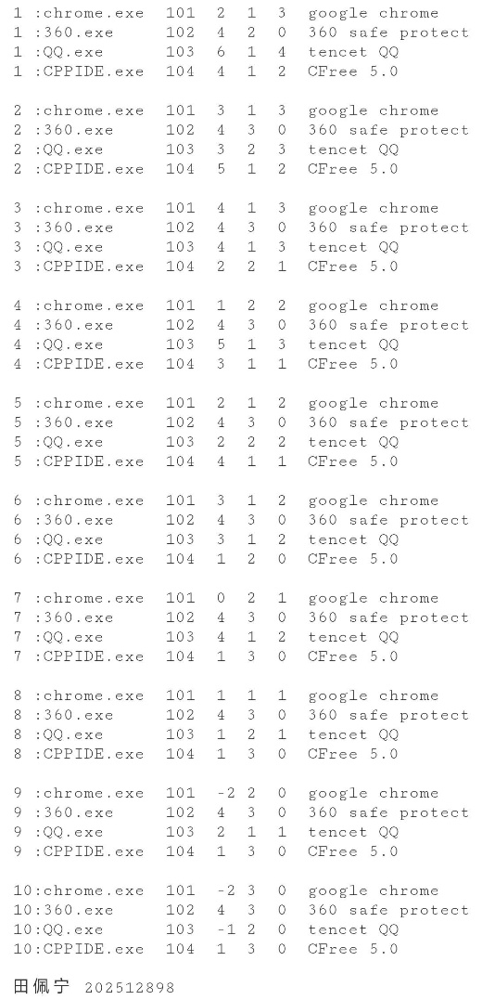 1 :chrome.exe 101 2 1 3 google chrome
1 :360.exe 102 4 2 0 360 safe protect
1 :QQ.exe 103 6 1 4 tencet QQ
1 :CPPIDE.exe 104 4 1 2 CFree 5.0
2 :chrome.exe 101 3 1 3 google chrome
2 :360.exe 102 4 3 0 360 safe protect
2 :QQ.exe 103 3 2 3 tencet QQ
2 :CPPIDE.exe 104 5 1 2 CFree 5.0
3 :chrome.exe 101 4 1 3 google chrome
3 :360.exe 102 4 3 0 360 safe protect
3 :QQ.exe 103 4 1 3 tencet QQ
3 :CPPIDE.exe 104 2 2 1 CFree 5.0
4 :chrome.exe 101 1 2 2 google chrome
4 :360.exe 102 4 3 0 360 safe protect
4 :QQ.exe 103 5 1 3 tencet QQ
4 :CPPIDE.exe 104 3 1 1 CFree 5.0
5 :chrome.exe 101 2 1 2 google chrome
5 :360.exe 102 4 3 0 360 safe protect
5 :QQ.exe 103 2 2 2 tencet QQ
5 :CPPIDE.exe 104 4 1 1 CFree 5.0
6 :chrome.exe 101 3 1 2 google chrome
6 :360.exe 102 4 3 0 360 safe protect
6 :QQ.exe 103 3 1 2 tencet QQ
6 :CPPIDE.exe 104 1 2 0 CFree 5.0
7 :chrome.exe 101 0 2 1 google chrome
7 :360.exe 102 4 3 0 360 safe protect
7 :QQ.exe 103 4 1 2 tencet QQ
7 :CPPIDE.exe 104 1 3 0 CFree 5.0
8 :chrome.exe 101 1 1 1 google chrome
8 :360.exe 102 4 3 0 360 safe protect
8 :QQ.exe 103 1 2 1 tencet QQ
8 :CPPIDE.exe 104 1 3 0 CFree 5.0
9 :chrome.exe 101 -2 2 0 google chrome
9 :360.exe 102 4 3 0 360 safe protect
9 :QQ.exe 103 2 1 1 tencet QQ
9 :CPPIDE.exe 104 1 3 0 CFree 5.0
10:chrome.exe 101 -2 3 0 google chrome
10:360.exe 102 4 3 0 360 safe protect
10:QQ.exe 103 -1 2 0 tencet QQ
10:CPPIDE.exe 104 1 3 0 CFree 5.0
田佩宁 202512898